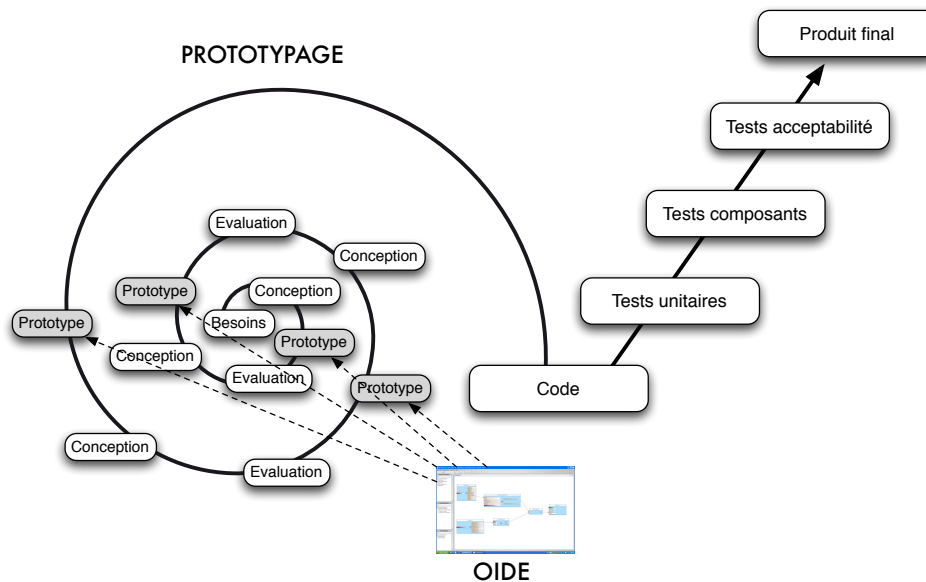 Produit final
PROTOTYPAGE
Tests acceptabilité
Tests composants
Evaluation
Conception
Prototype
Conception
Tests unitaires
Prototype
Besoins
Prototype
Conception
Evaluation
Prototype
Code
Conception
Evaluation
OIDE